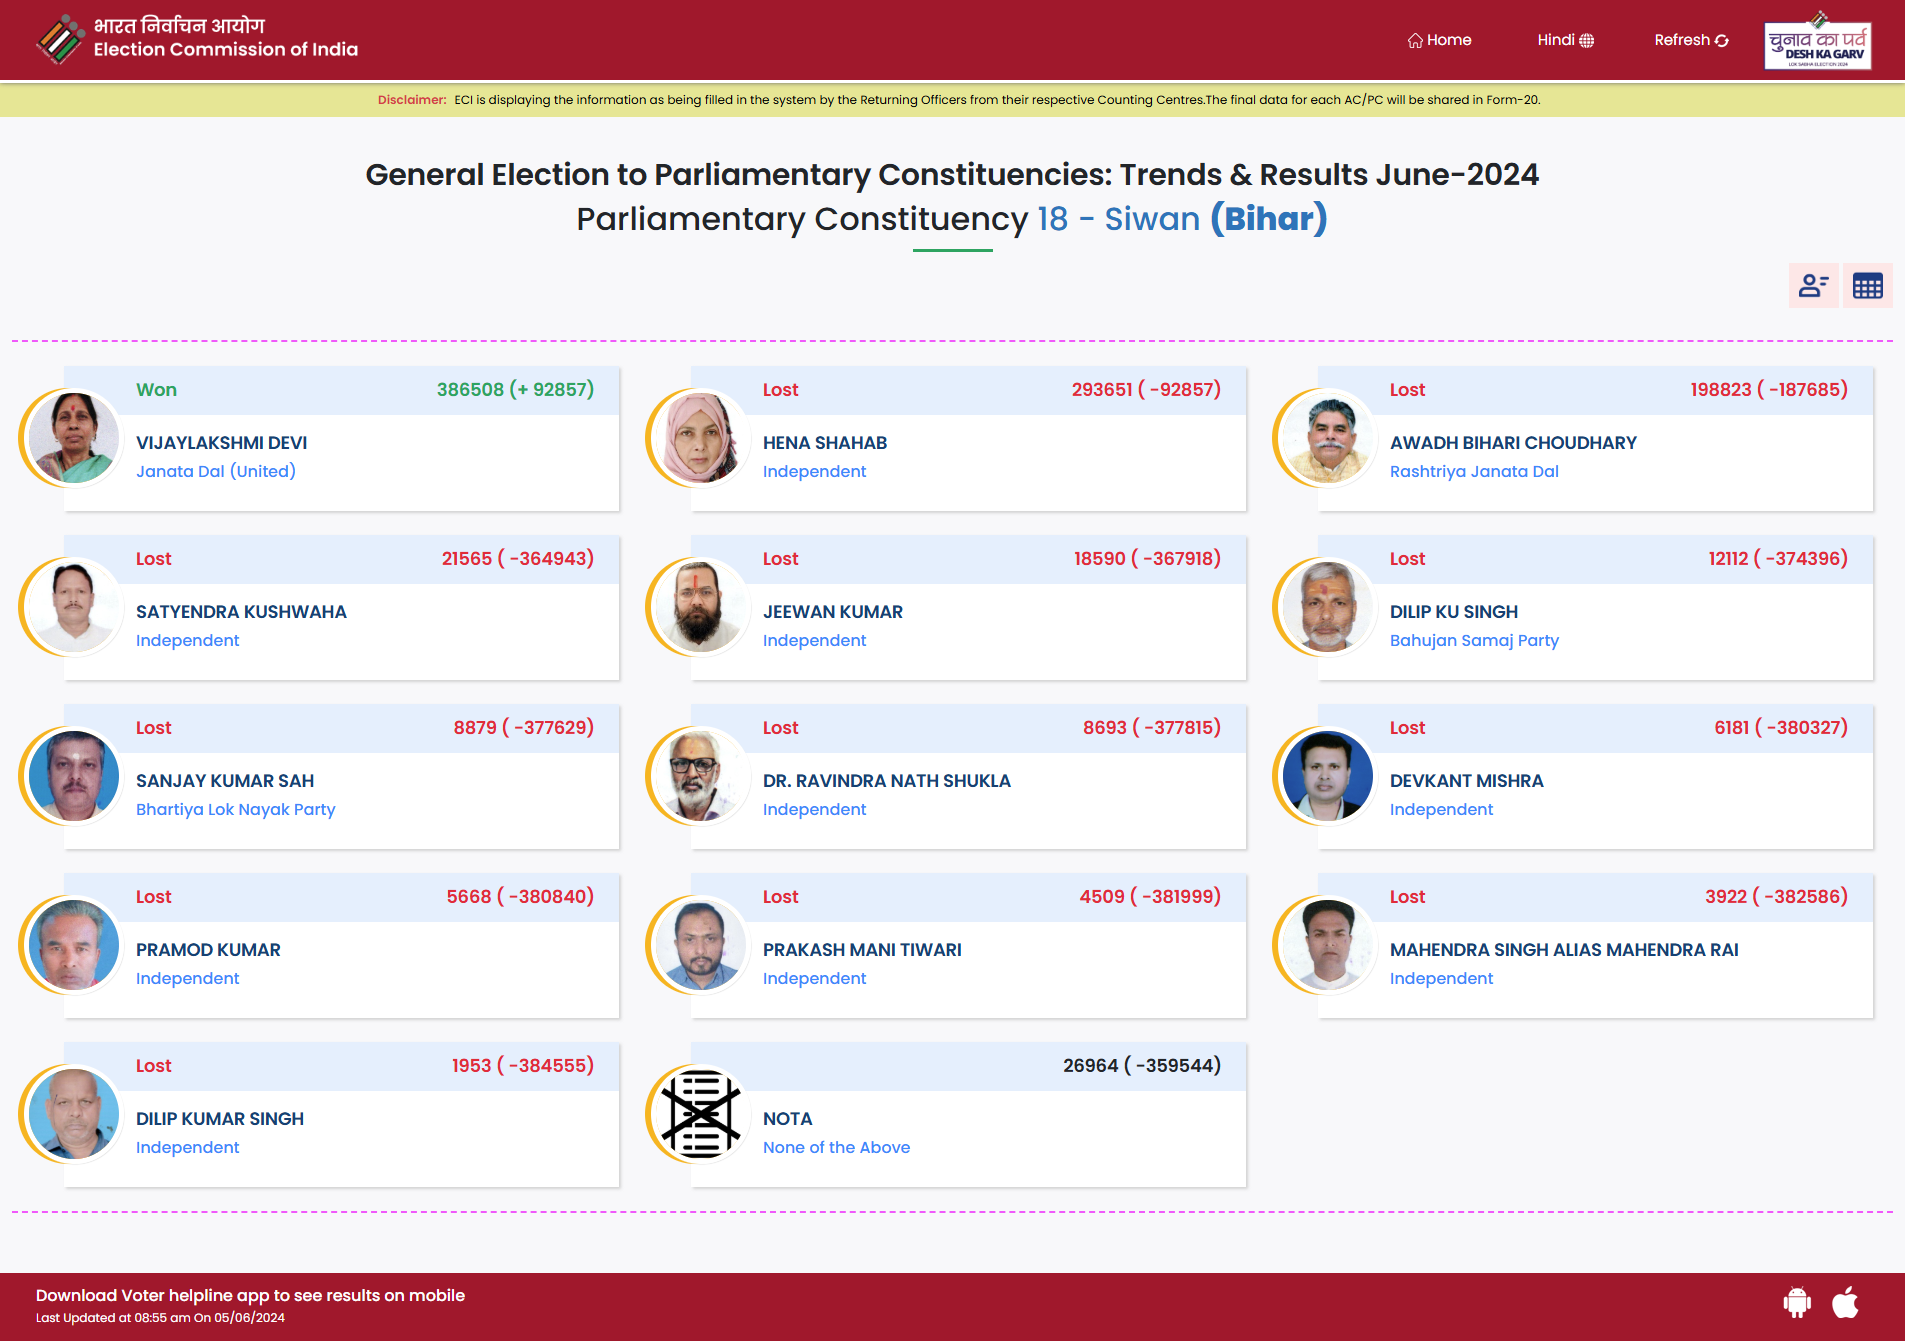 भारत निर्वाचन आयोग
Election Commission of India
Home
Hindi
Refresh
चुनाव का पर्व
DESH KA GARV
LOK SABHA ELECTION 2024
Disclaimer: ECI is displaying the information as being filled in the system by the Returning Officers from their respective Counting Centres.The final data for each AC/PC will be shared in Form-20.
General Election to Parliamentary Constituencies: Trends & Results June-2024
Parliamentary Constituency 18 - Siwan (Bihar)
Won 386508 (+ 92857)
VIJAYLAKSHMI DEVI
Janata Dal (United)
Lost 293651 ( -92857)
HENA SHAHAB
Independent
Lost 198823 ( -187685)
AWADH BIHARI CHOUDHARY
Rashtriya Janata Dal
Lost 21565 ( -364943)
SATYENDRA KUSHWAHA
Independent
Lost 18590 ( -367918)
JEEWAN KUMAR
Independent
Lost 12112 ( -374396)
DILIP KU SINGH
Bahujan Samaj Party
Lost 8879 ( -377629)
SANJAY KUMAR SAH
Bhartiya Lok Nayak Party
Lost 8693 ( -377815)
DR. RAVINDRA NATH SHUKLA
Independent
Lost 6181 ( -380327)
DEVKANT MISHRA
Independent
Lost 5668 ( -380840)
PRAMOD KUMAR
Independent
Lost 4509 ( -381999)
PRAKASH MANI TIWARI
Independent
Lost 3922 ( -382586)
MAHENDRA SINGH ALIAS MAHENDRA RAI
Independent
Lost 1953 ( -384555)
DILIP KUMAR SINGH
Independent
26964 ( -359544)
NOTA
None of the Above
Download Voter helpline app to see results on mobile
Last Updated at 08:55 am On 05/06/2024